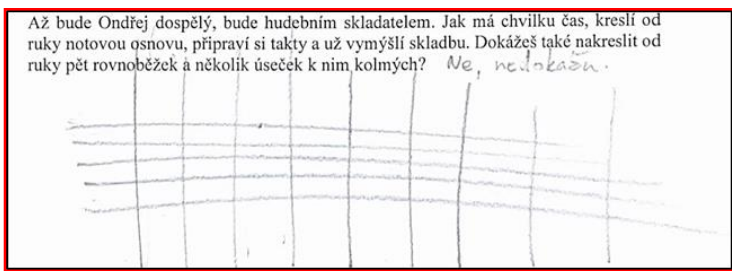 Až bude Ondřej dospělý, bude hudebním skladatelem. Jak má chvilku čas, kreslí od
ruky notovou osnovu, připraví si takty a už vymýšlí skladbu. Dokážeš také nakreslit od
ruky pět rovnoběžek a několik úseček k nim kolmých? Ne, nedokážu.